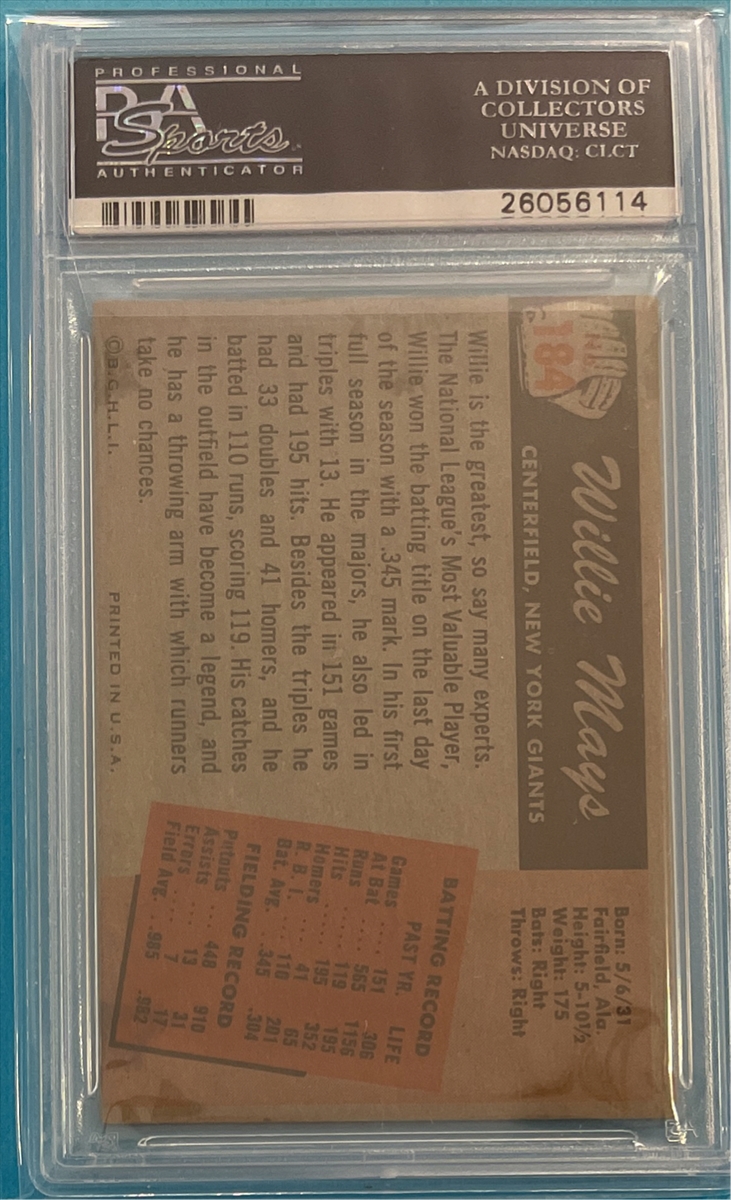 PROFESSIONAL
PSA
Sports
AUTHENTICATOR
A DIVISION OF
COLLECTORS
UNIVERSE
NASDAQ: CLCT
26056114
184
Willie Mays
CENTERFIELD, NEW YORK GIANTS
Born: 5/6/31
Fairfield, Ala.
Height: 5-10½
Weight: 175
Bats: Right
Throws: Right
Willie is the greatest, so say many experts.
The National League's Most Valuable Player,
Willie won the batting title on the last day
of the season with a .345 mark. In his first
full season in the majors, he also led in
triples with 13. He appeared in 151 games
and had 195 hits. Besides the triples he
had 33 doubles and 41 homers, and he
batted in 110 runs, scoring 119. His catches
in the outfield have become a legend, and
he has a throwing arm with which runners
take no chances.
BATTING RECORD
PAST YR. LIFE
Games .... 151 306
At Bat .... 565 1156
Runs .... 119 195
Hits .... 195 352
Homers .... 41 65
R. B. I. .... 110 201
Bat. Avg. .345 .304
FIELDING RECORD
Putouts .... 448 910
Assists .... 13 31
Errors .... 7 17
Field Avg. .985 .982
©B.G.H.L.I.
PRINTED IN U.S.A.